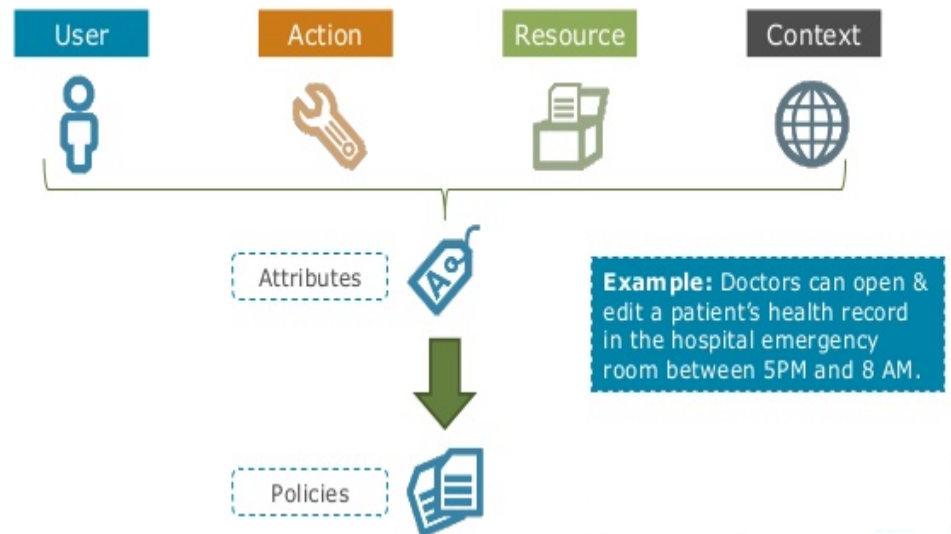 User
Action
Resource
Context
Attributes
Example: Doctors can open &
edit a patient's health record
in the hospital emergency
room between 5PM and 8 AM.
Policies